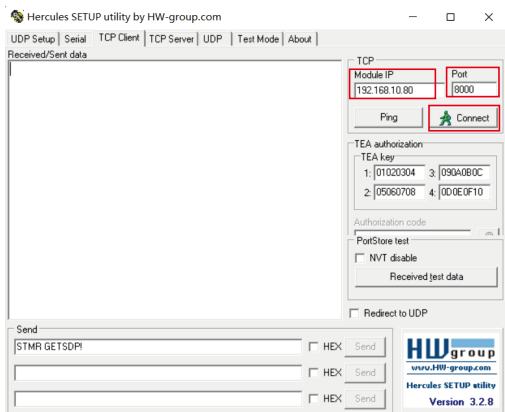 Hercules SETUP utility by HW-group.com
UDP Setup Serial TCP Client TCP Server UDP Test Mode About
Received/Sent data
TCP
Module IP Port
192.168.10.80 8000
Ping Connect
TEA authorization
TEA key
1: 01020304 3: 090A0B0C
2: 05060708 4: 0D0E0F10
Authorization code
PortStore test
NVT disable
Received test data
Redirect to UDP
Send
STMR GETSDP! HEX Send
HEX Send
HEX Send
HW group
www.HW-group.com
Hercules SETUP utility
Version 3.2.8